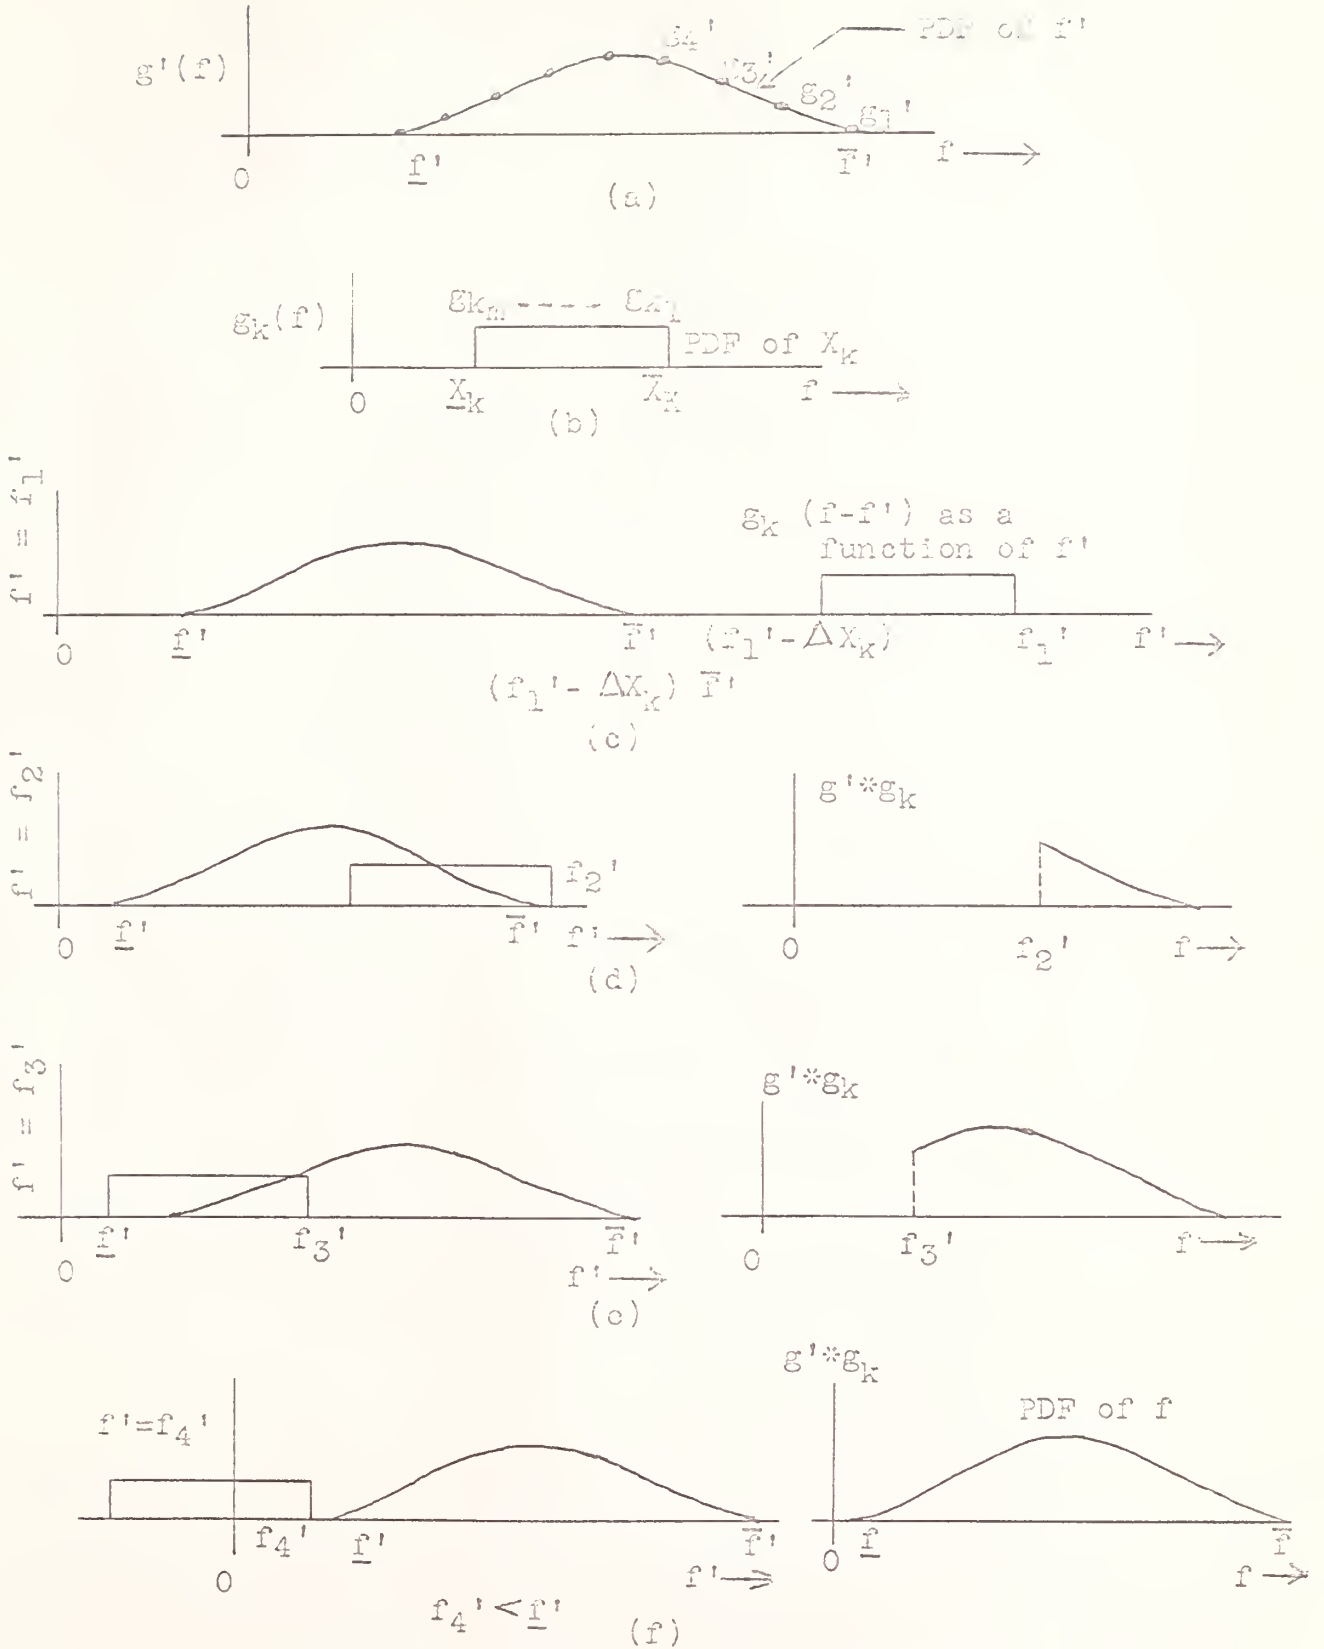 g'(f)
g4'
PDF of f'
g3'
g2'
g1'
0
f̲'
f̅'
f
(a)
gₖ(f)
gₖₘ ---- gₖ₁
PDF of Xₖ
0
X̲ₖ
X̅ₖ
f
(b)
f' = f₁'
gₖ (f-f') as a
function of f'
0
f̲'
f̅'
(f₁'- ΔXₖ)
f₁'
f'
(f₁'- ΔXₖ) f̅'
(c)
f' = f₂'
f₂'
0
f̲'
f̅'
f'
g'*gₖ
0
f₂'
f
(d)
f' = f₃'
0
f̲'
f₃'
f̅'
f'
g'*gₖ
0
f₃'
f
(e)
f'=f₄'
f₄'
f̲'
f̅'
0
f'
f₄' < f̲'
g'*gₖ
PDF of f
0
f̲
f̅
f
(f)